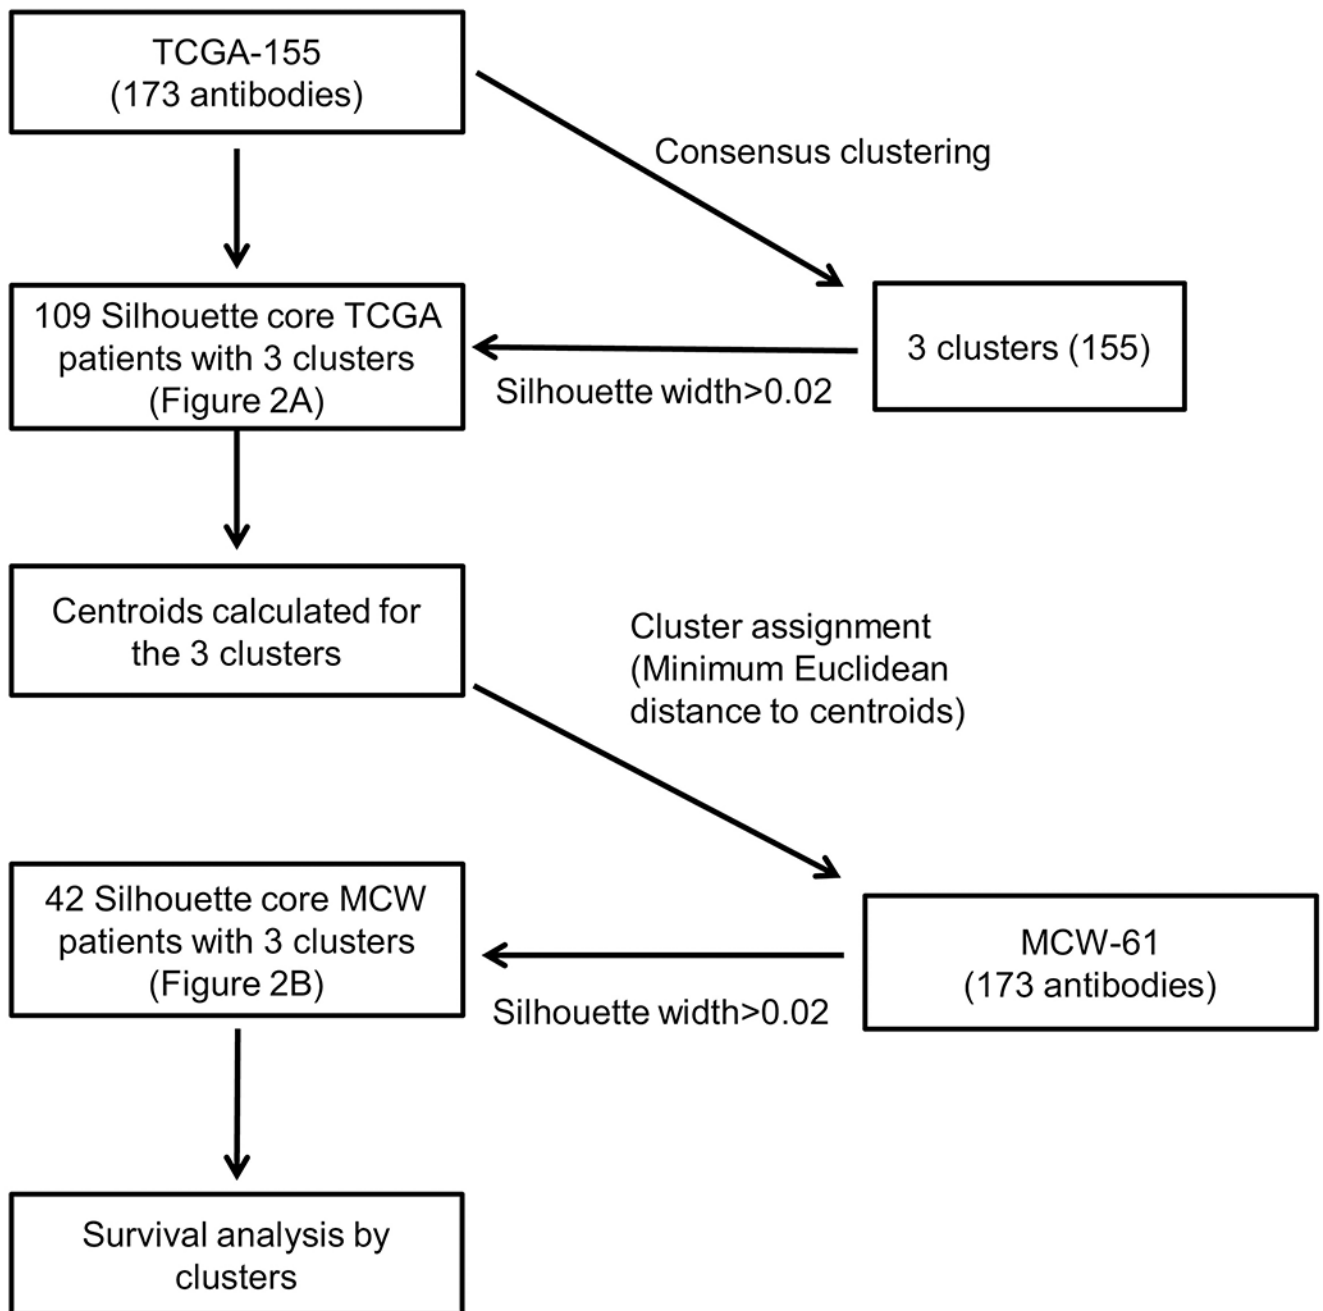 TCGA-155
(173 antibodies)
Consensus clustering
109 Silhouette core TCGA
patients with 3 clusters
(Figure 2A)
3 clusters (155)
Silhouette width>0.02
Centroids calculated for
the 3 clusters
Cluster assignment
(Minimum Euclidean
distance to centroids)
42 Silhouette core MCW
patients with 3 clusters
(Figure 2B)
MCW-61
(173 antibodies)
Silhouette width>0.02
Survival analysis by
clusters